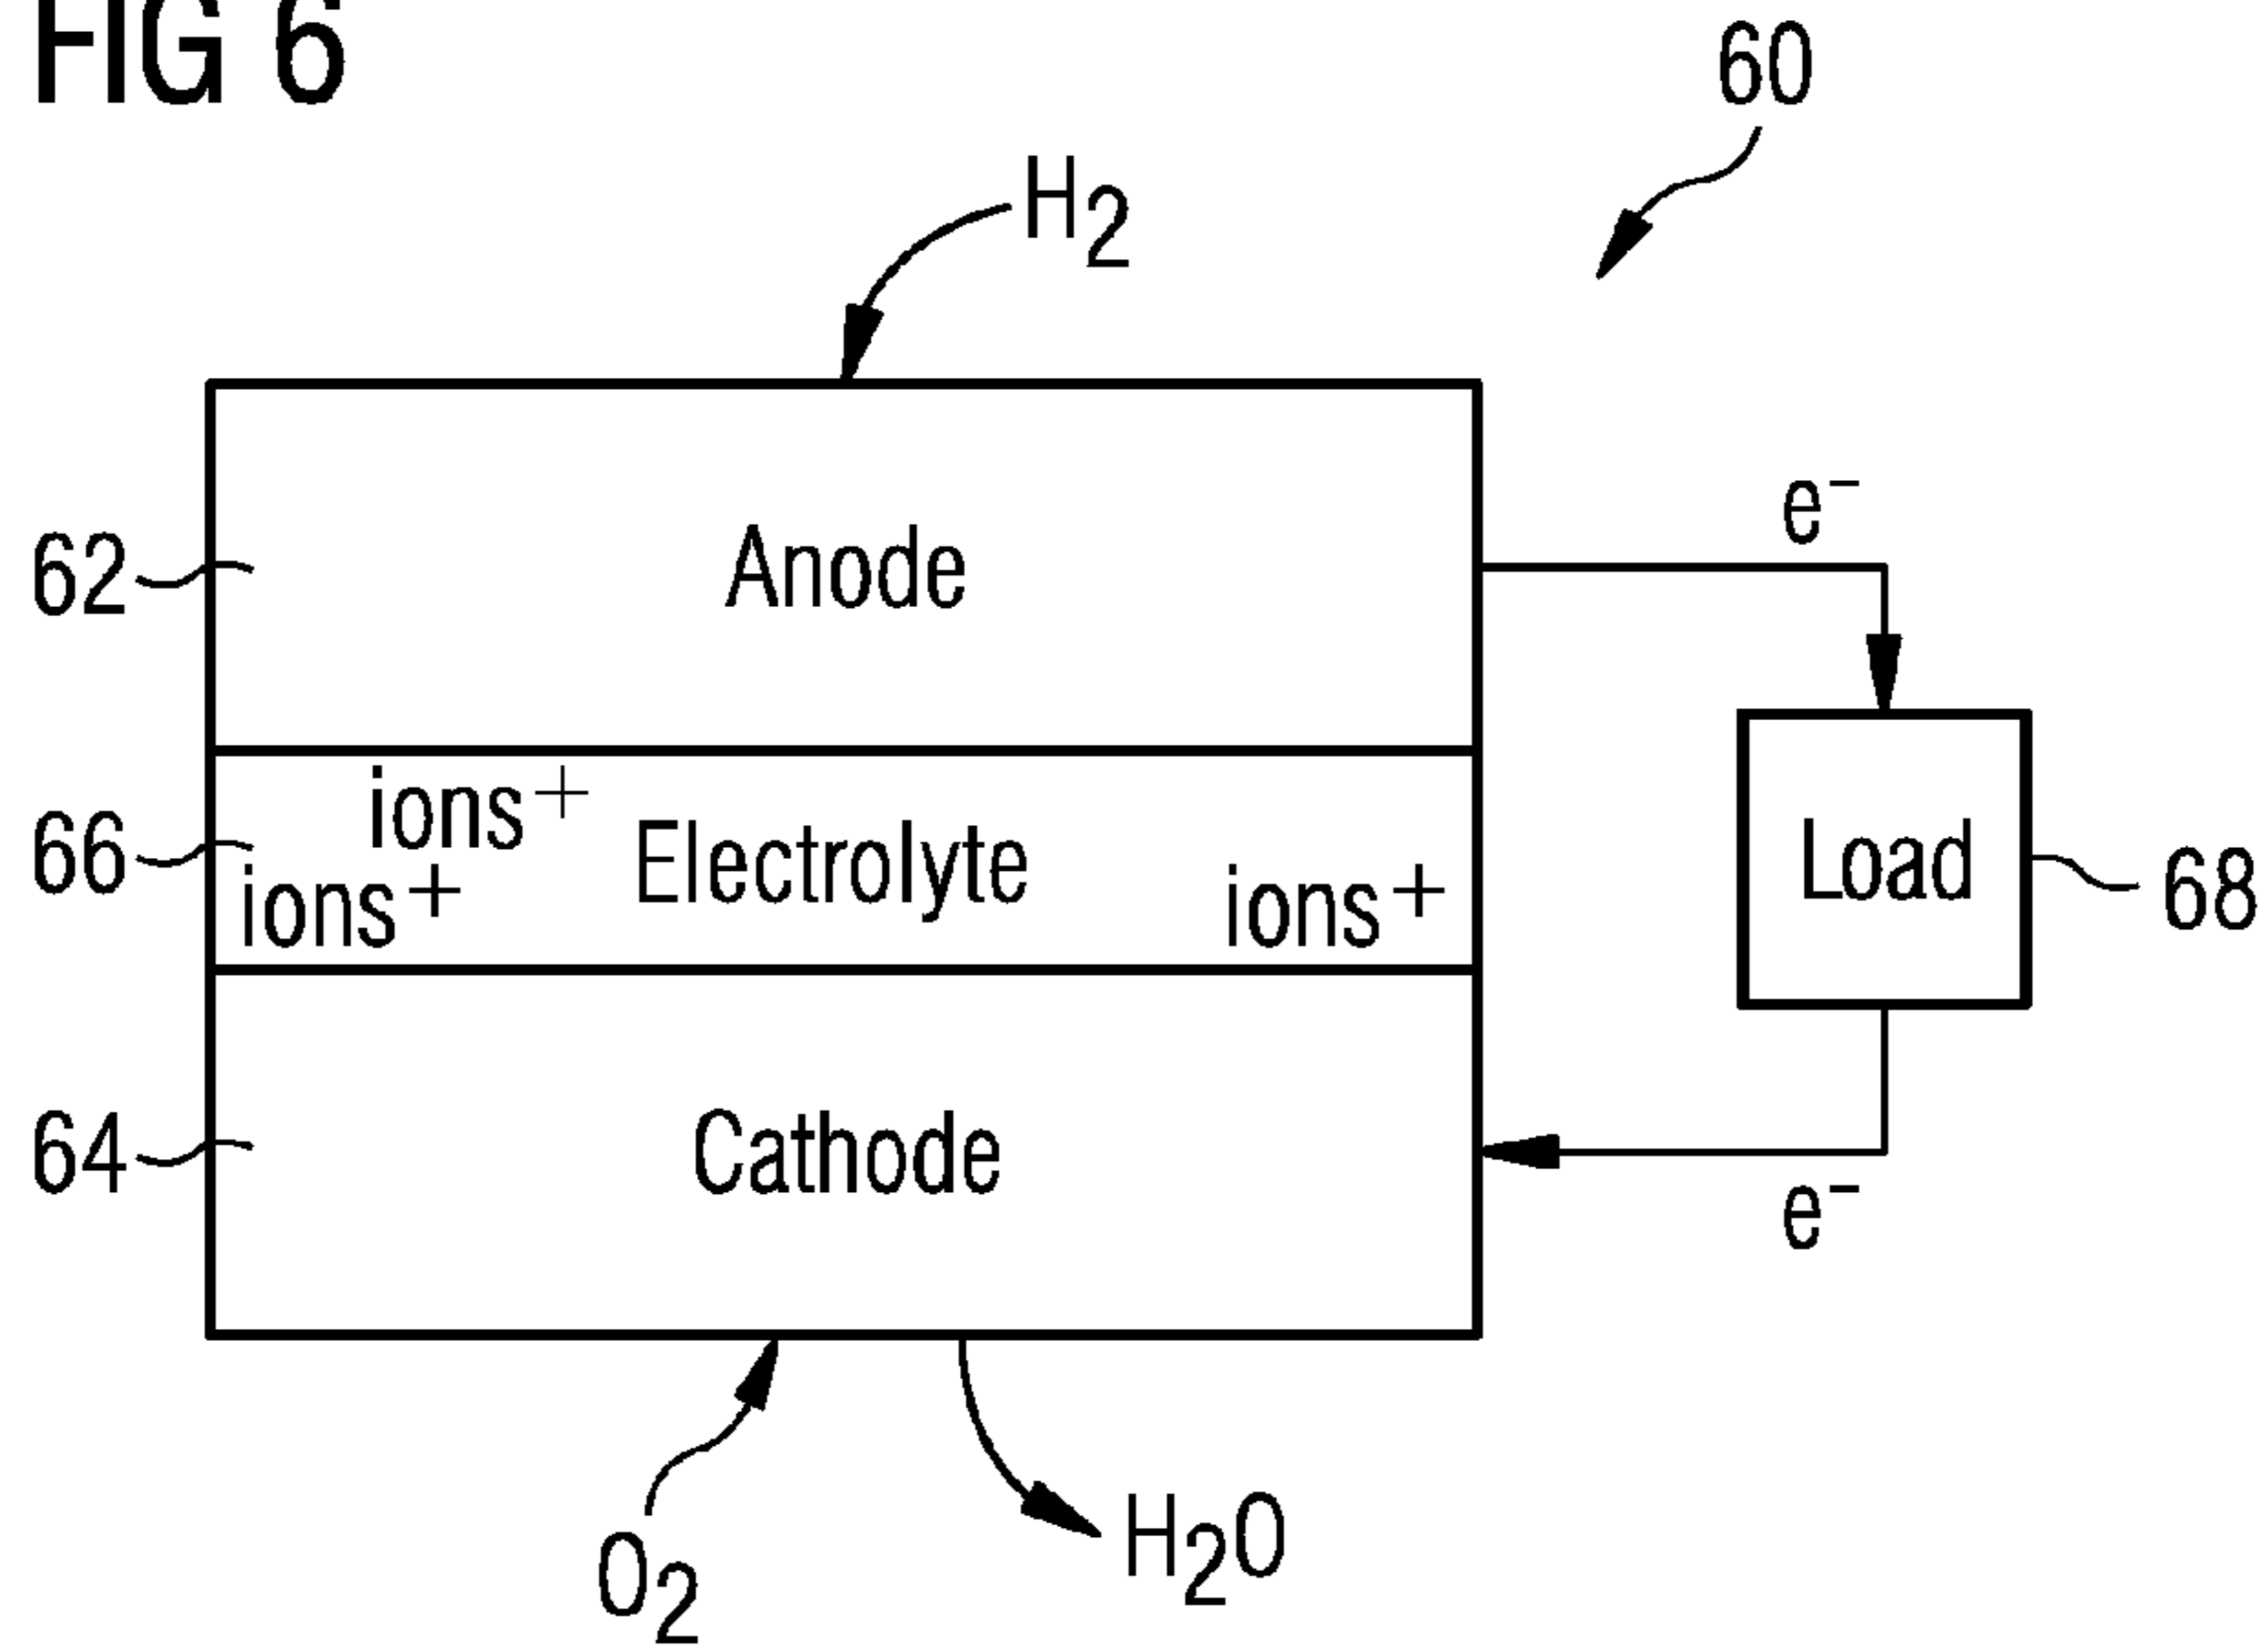 FIG 6
60
H2
e−
62
Anode
ions+
66
Electrolyte
Load
68
ions+
ions+
64
Cathode
e−
O2
H2O